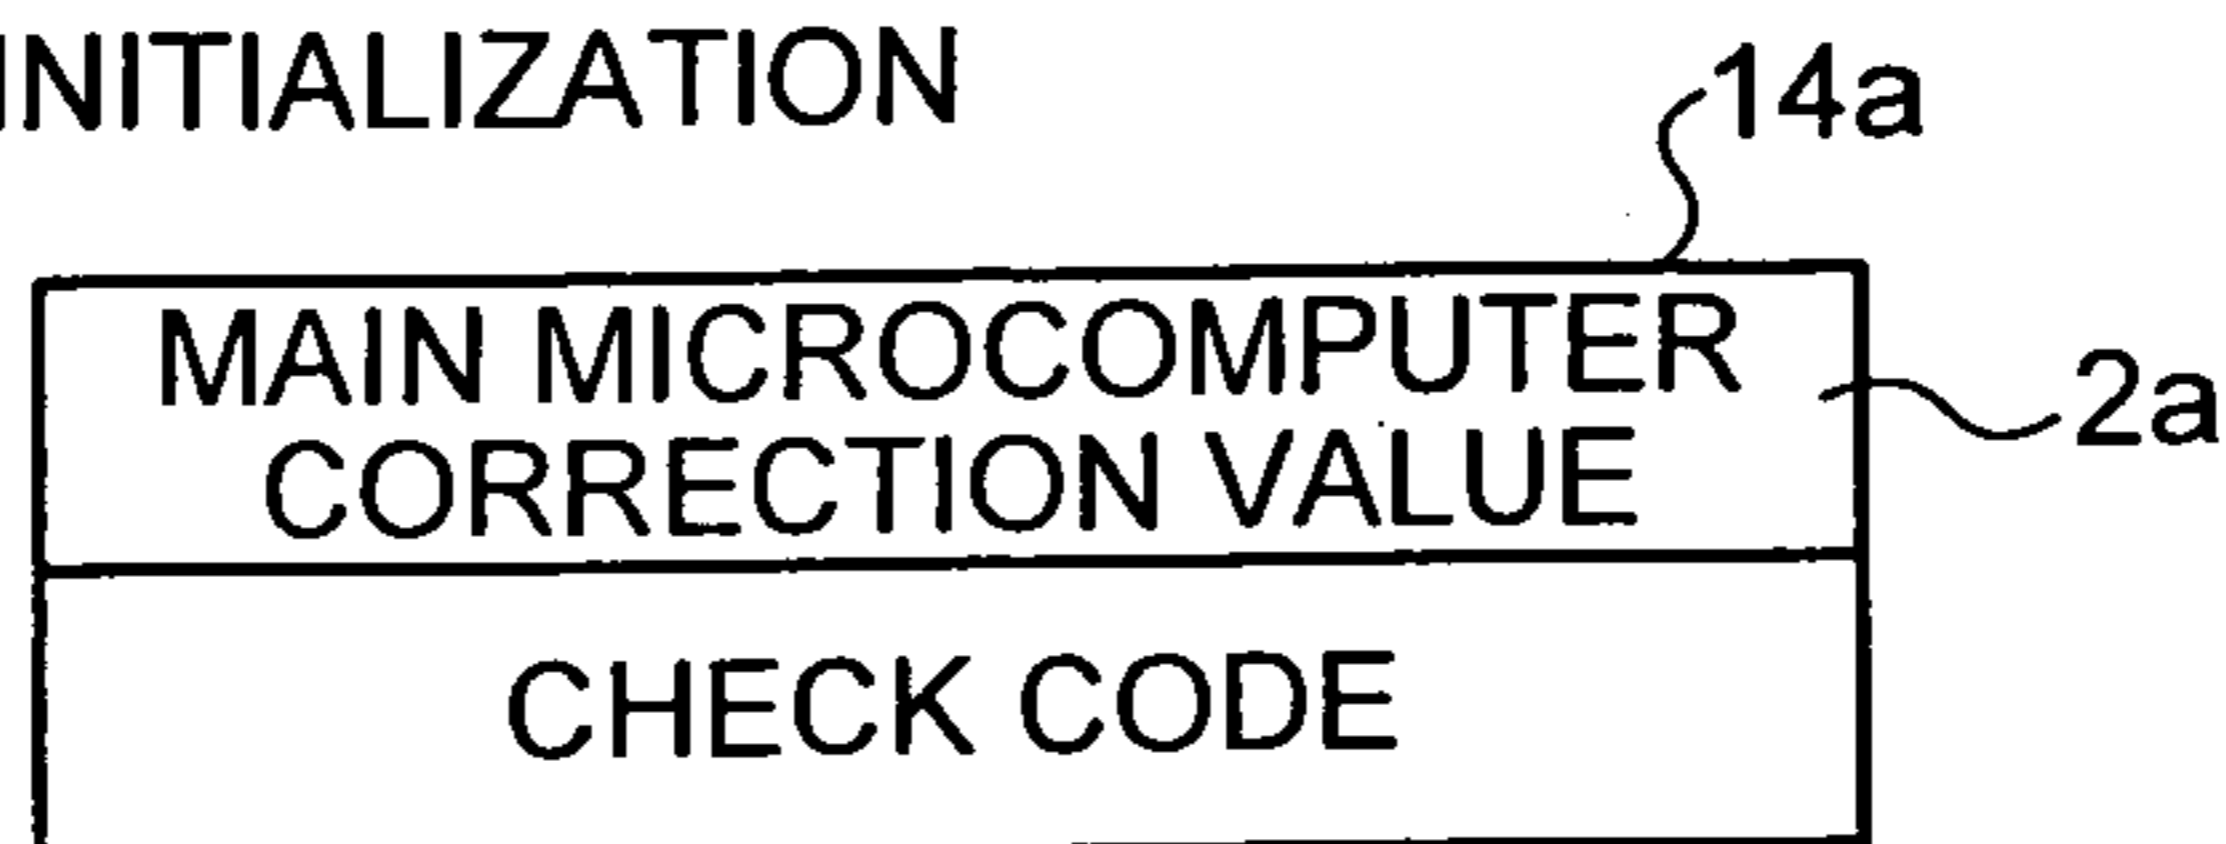 INITIALIZATION
14a
MAIN MICROCOMPUTER
CORRECTION VALUE
2a
CHECK CODE